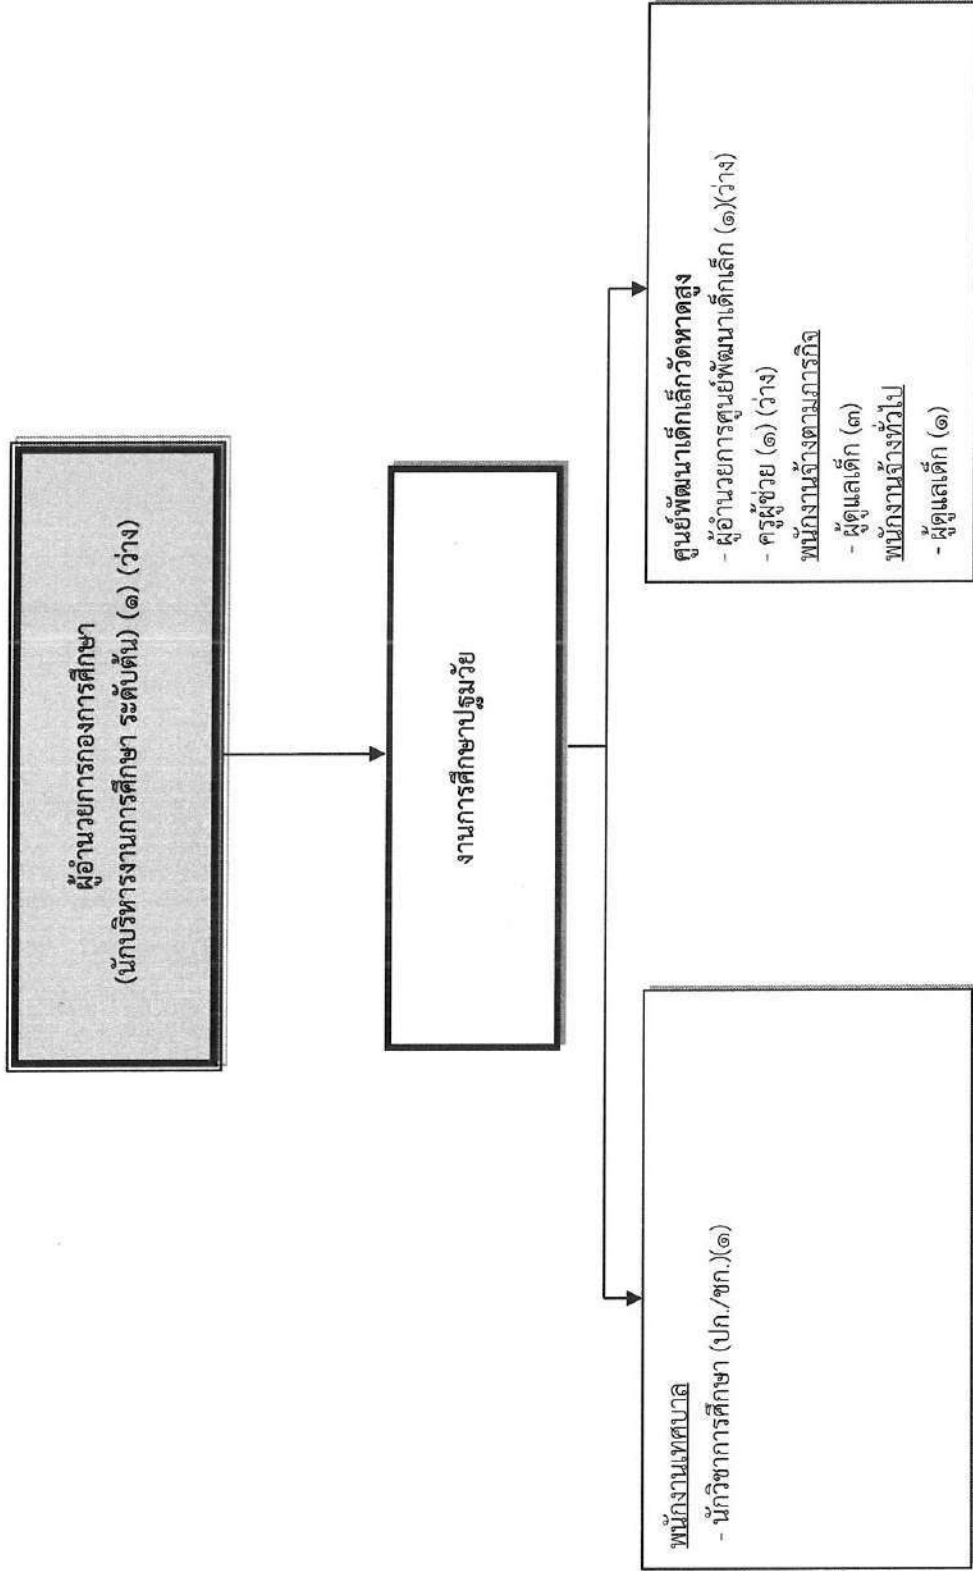 ผู้อำนวยการกองการศึกษา
(นักบริหารงานการศึกษา ระดับต้น) (๑) (ว่าง)
งานการศึกษาปฐมวัย
พนักงานเทศบาล
- นักวิชาการศึกษา (ปก./ชก.)(๑)
ศูนย์พัฒนาเด็กเล็กวัดหาดสูง
- ผู้อำนวยการศูนย์พัฒนาเด็กเล็ก (๑)(ว่าง)
- ครูผู้ช่วย (๑) (ว่าง)
พนักงานจ้างตามภารกิจ
- ผู้ดูแลเด็ก (๓)
พนักงานจ้างทั่วไป
- ผู้ดูแลเด็ก (๑)